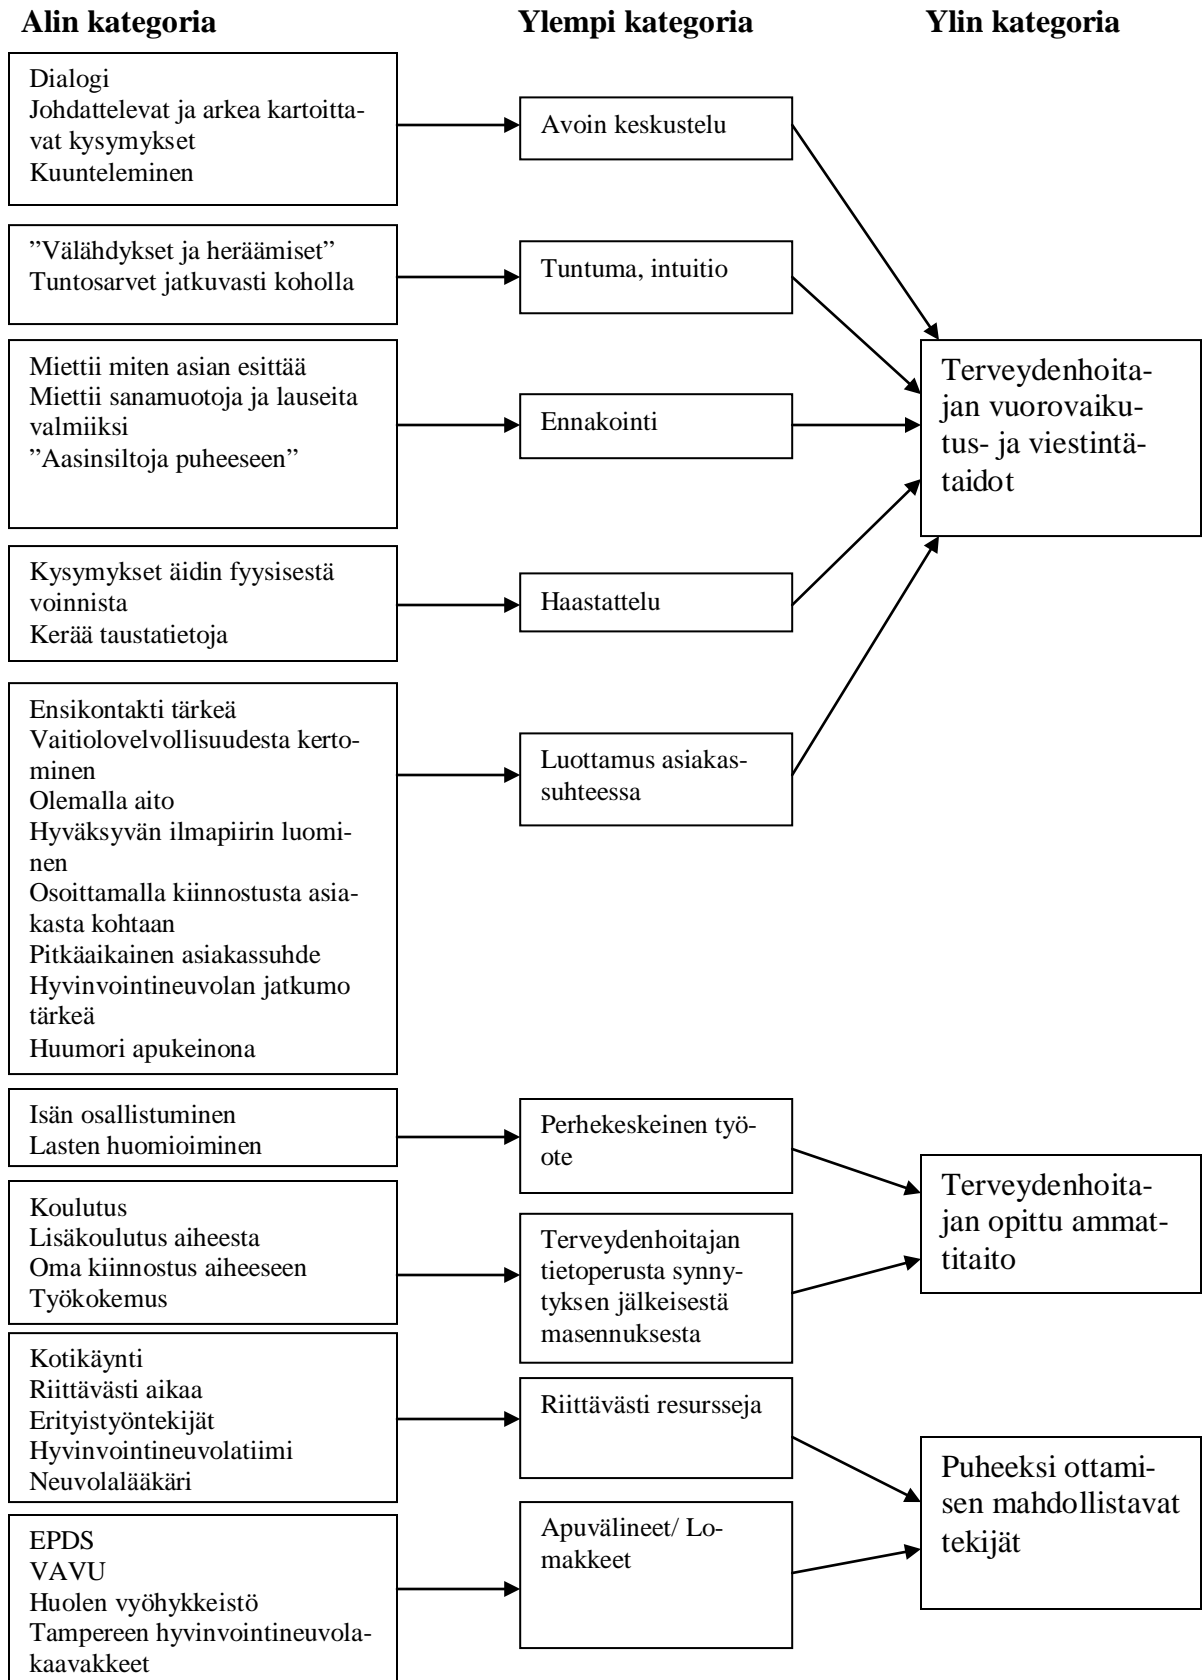 Alin kategoria
Ylempi kategoria
Ylin kategoria
Dialogi
Johdattelevat ja arkea kartoitta-
vat kysymykset
Kuunteleminen
Avoin keskustelu
”Välähdykset ja heräämiset”
Tuntosarvet jatkuvasti koholla
Tuntuma, intuitio
Miettii miten asian esittää
Miettii sanamuotoja ja lauseita
valmiiksi
”Aasinsiltoja puheeseen”
Ennakointi
Terveydenhoita-
jan vuorovaiku-
tus- ja viestintä-
taidot
Kysymykset äidin fyysisestä
voinnista
Kerää taustatietoja
Haastattelu
Ensikontakti tärkeä
Vaitiolovelvollisuudesta kerto-
minen
Olemalla aito
Hyväksyvän ilmapiirin luomi-
nen
Osoittamalla kiinnostusta asia-
kasta kohtaan
Pitkäaikainen asiakassuhde
Hyvinvointineuvolan jatkumo
tärkeä
Huumori apukeinona
Luottamus asiakas-
suhteessa
Isän osallistuminen
Lasten huomioiminen
Perhekeskeinen työ-
ote
Koulutus
Lisäkoulutus aiheesta
Oma kiinnostus aiheeseen
Työkokemus
Terveydenhoitajan
tietoperusta synny-
tyksen jälkeisestä
masennuksesta
Terveydenhoita-
jan opittu ammat-
titaito
Kotikäynti
Riittävästi aikaa
Erityistyöntekijät
Hyvinvointineuvolatiimi
Neuvolalääkäri
Riittävästi resursseja
EPDS
VAVU
Huolen vyöhykkeistö
Tampereen hyvinvointineuvola-
kaavakkeet
Apuvälineet/ Lo-
makkeet
Puheeksi ottami-
sen mahdollistavat
tekijät